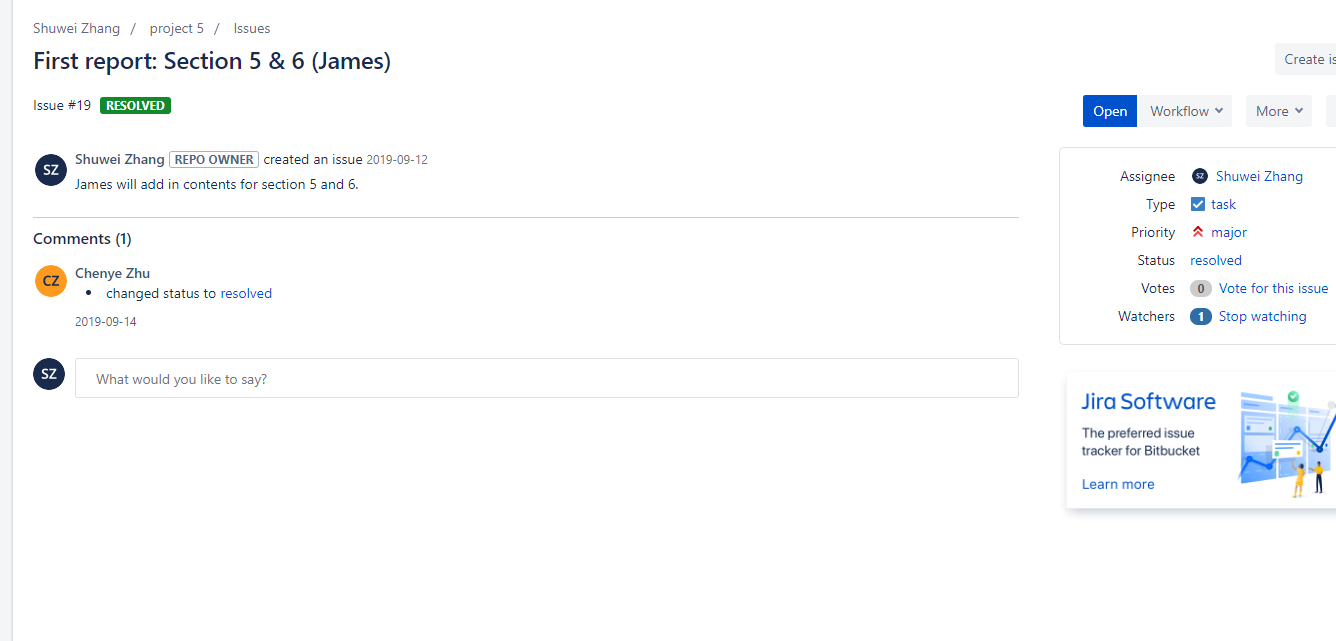 Shuwei Zhang / project 5 / Issues
First report: Section 5 & 6 (James)
Create is
Issue #19 RESOLVED
Open Workflow More
SZ Shuwei Zhang REPO OWNER created an issue 2019-09-12
James will add in contents for section 5 and 6.
Comments (1)
CZ Chenye Zhu
• changed status to resolved
2019-09-14
SZ What would you like to say?
Assignee SZ Shuwei Zhang
Type task
Priority major
Status resolved
Votes 0 Vote for this issue
Watchers 1 Stop watching
Jira Software
The preferred issue
tracker for Bitbucket
Learn more